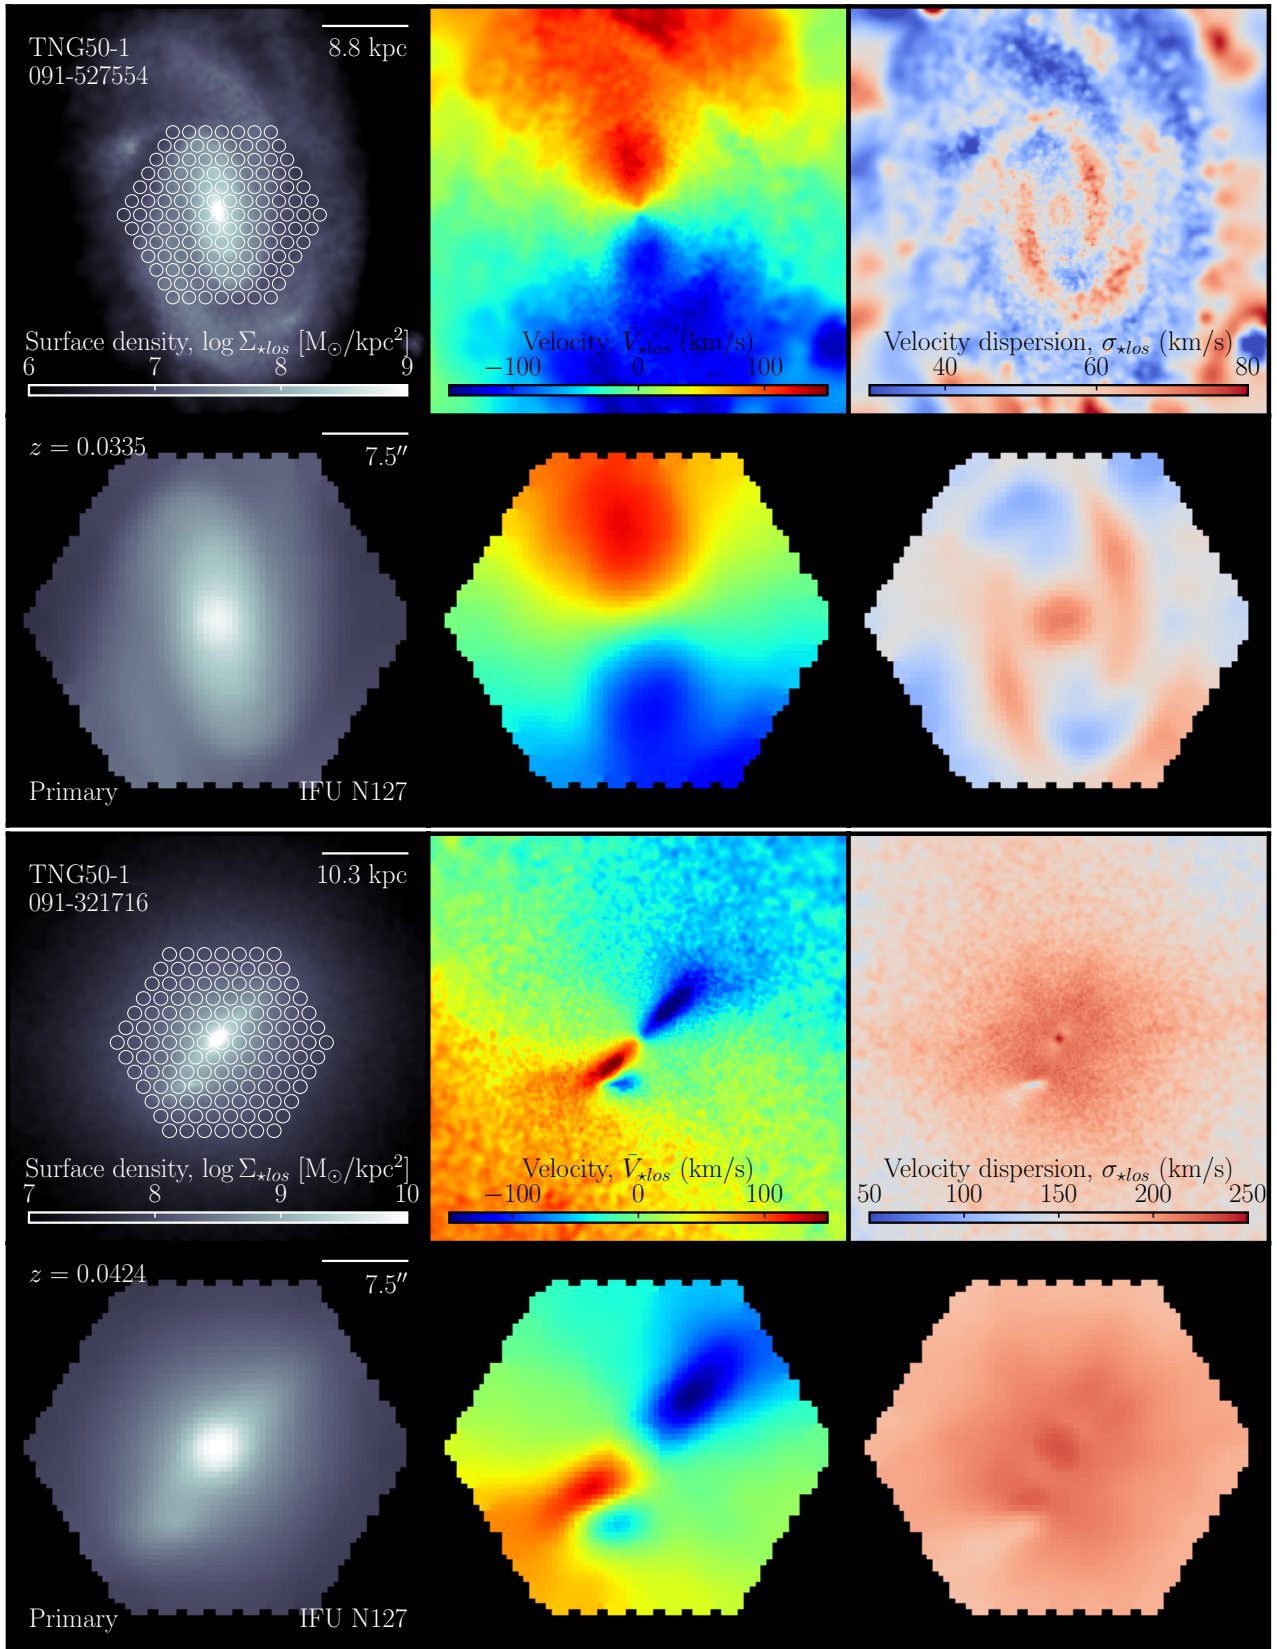 TNG50-1
091-527554
8.8 kpc
Surface density, log Σ⋆los [M⊙/kpc²]
6 7 8 9
Velocity, V⋆los (km/s)
−100 0 100
Velocity dispersion, σ⋆los (km/s)
40 60 80
z = 0.0335
7.5″
Primary
IFU N127
TNG50-1
091-321716
10.3 kpc
Surface density, log Σ⋆los [M⊙/kpc²]
7 8 9 10
Velocity, V̄⋆los (km/s)
−100 0 100
Velocity dispersion, σ⋆los (km/s)
50 100 150 200 250
z = 0.0424
7.5″
Primary
IFU N127